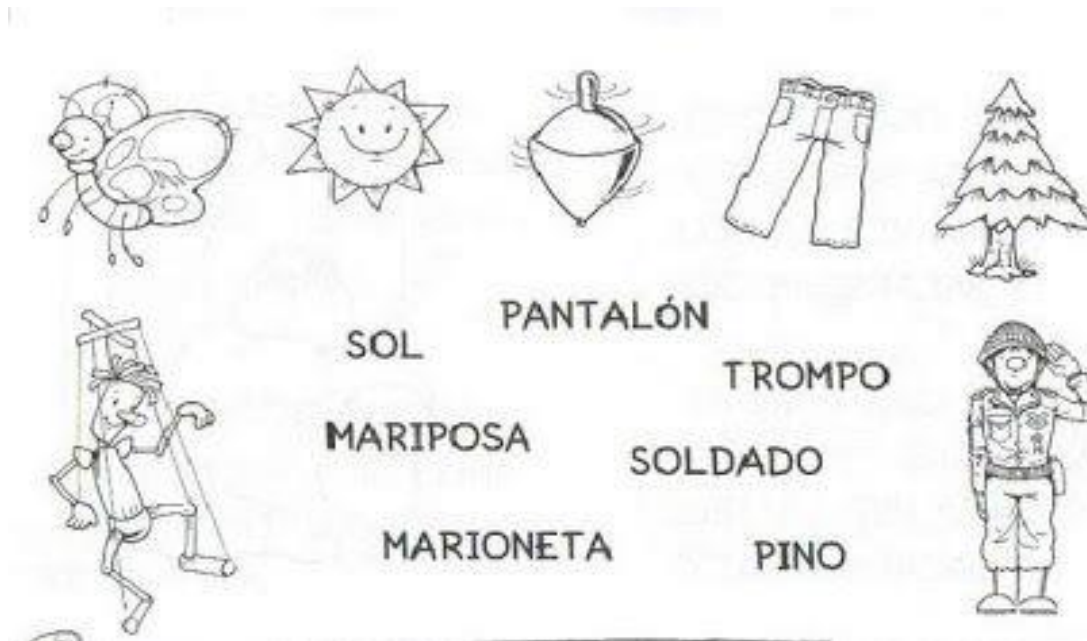 PANTALÓN
SOL
TROMPO
MARIPOSA
SOLDADO
MARIONETA
PINO